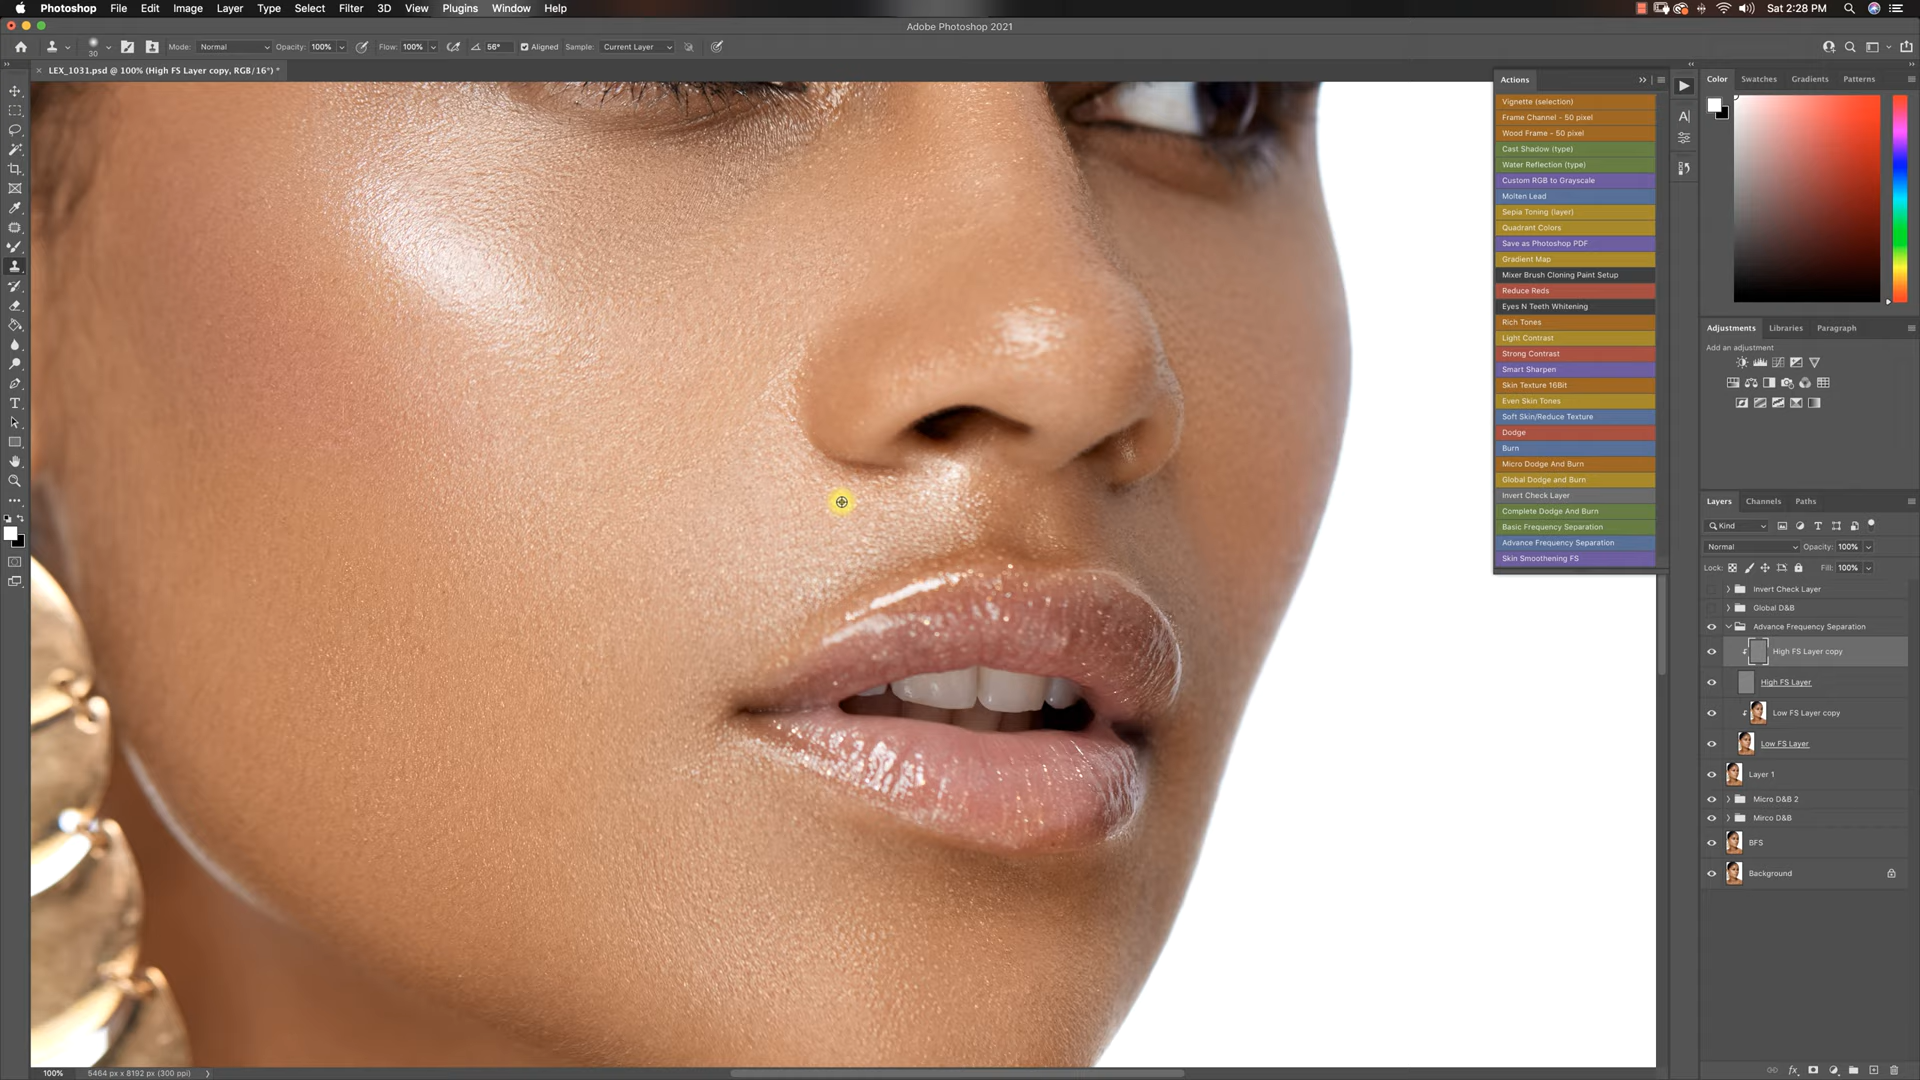 Photoshop File Edit Image Layer Type Select Filter 3D View Plugins Window Help
Sat 2:28 PM
Adobe Photoshop 2021
30
Mode: Normal
Opacity: 100%
Flow: 100%
56°
Aligned
Sample: Current Layer
× LEX_1031.psd @ 100% (High FS Layer copy, RGB/16*) *
Actions
Vignette (selection)
Frame Channel - 50 pixel
Wood Frame - 50 pixel
Cast Shadow (type)
Water Reflection (type)
Custom RGB to Grayscale
Molten Lead
Sepia Toning (layer)
Quadrant Colors
Save as Photoshop PDF
Gradient Map
Mixer Brush Cloning Paint Setup
Reduce Reds
Eyes N Teeth Whitening
Rich Tones
Light Contrast
Strong Contrast
Smart Sharpen
Skin Texture 16Bit
Even Skin Tones
Soft Skin/Reduce Texture
Dodge
Burn
Micro Dodge And Burn
Global Dodge and Burn
Invert Check Layer
Complete Dodge And Burn
Basic Frequency Separation
Advance Frequency Separation
Skin Smoothening FS
Color Swatches Gradients Patterns
Adjustments Libraries Paragraph
Add an adjustment
Layers Channels Paths
Kind
Normal
Opacity: 100%
Lock:
Fill: 100%
Invert Check Layer
Global D&B
Advance Frequency Separation
High FS Layer copy
High FS Layer
Low FS Layer copy
Low FS Layer
Layer 1
Micro D&B 2
Mirco D&B
BFS
Background
100%
5464 px x 8192 px (300 ppi)